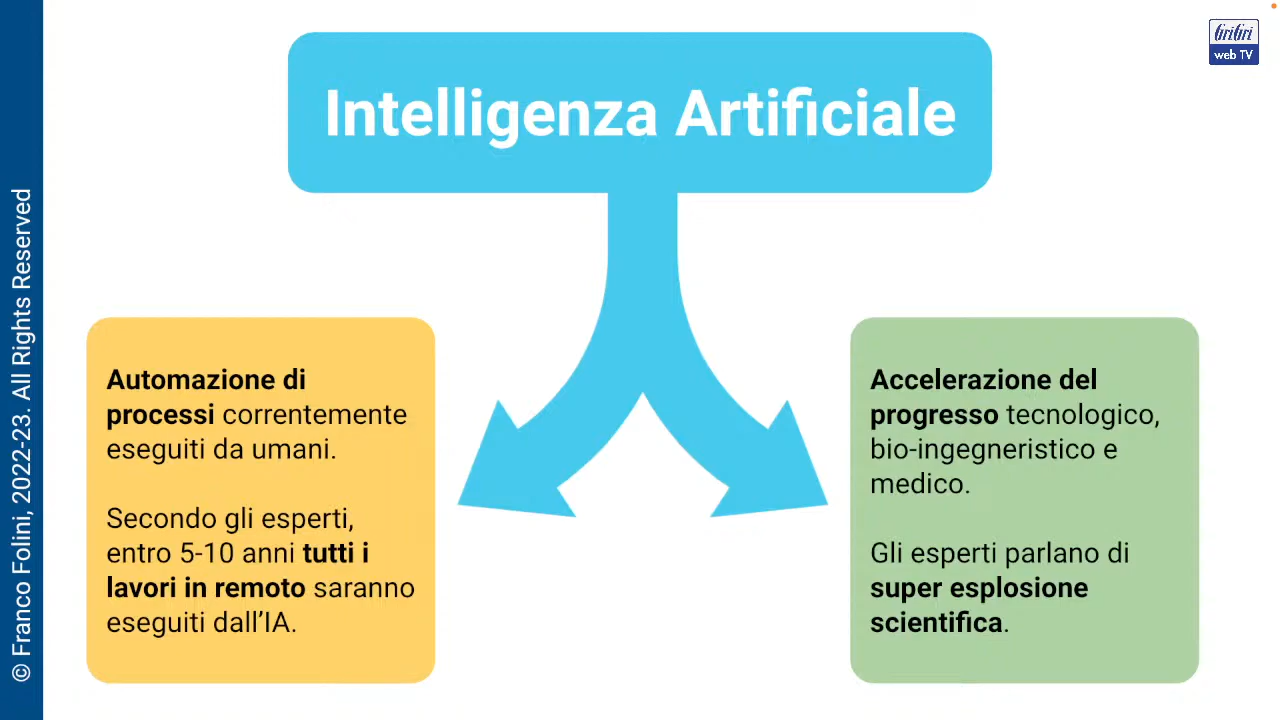 Intelligenza Artificiale
web TV
Automazione di
processi correntemente
eseguiti da umani.
Secondo gli esperti,
entro 5-10 anni tutti i
lavori in remoto saranno
eseguiti dall’IA.
Accelerazione del
progresso tecnologico,
bio-ingegneristico e
medico.
Gli esperti parlano di
super esplosione
scientifica.
© Franco Folini, 2022-23. All Rights Reserved